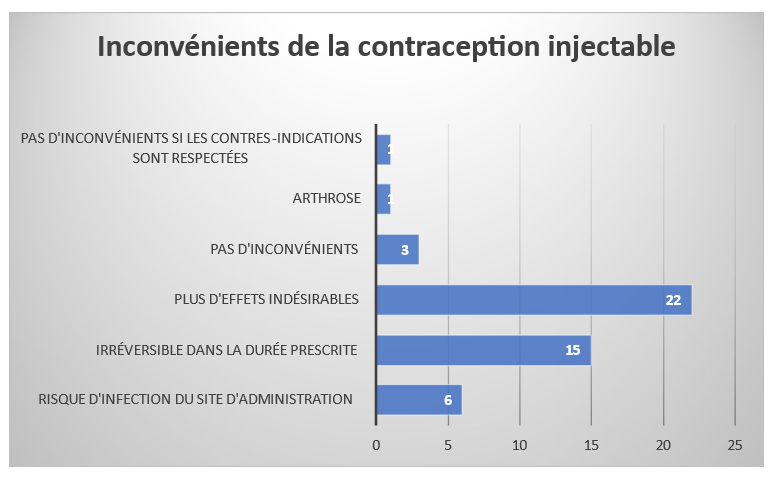 Inconvénients de la contraception injectable
PAS D'INCONVÉNIENTS SI LES CONTRES-INDICATIONS
SONT RESPECTÉES
1
ARTHROSE
1
PAS D'INCONVÉNIENTS
3
PLUS D'EFFETS INDÉSIRABLES
22
IRRÉVERSIBLE DANS LA DURÉE PRESCRITE
15
RISQUE D'INFECTION DU SITE D'ADMINISTRATION
6
0 5 10 15 20 25